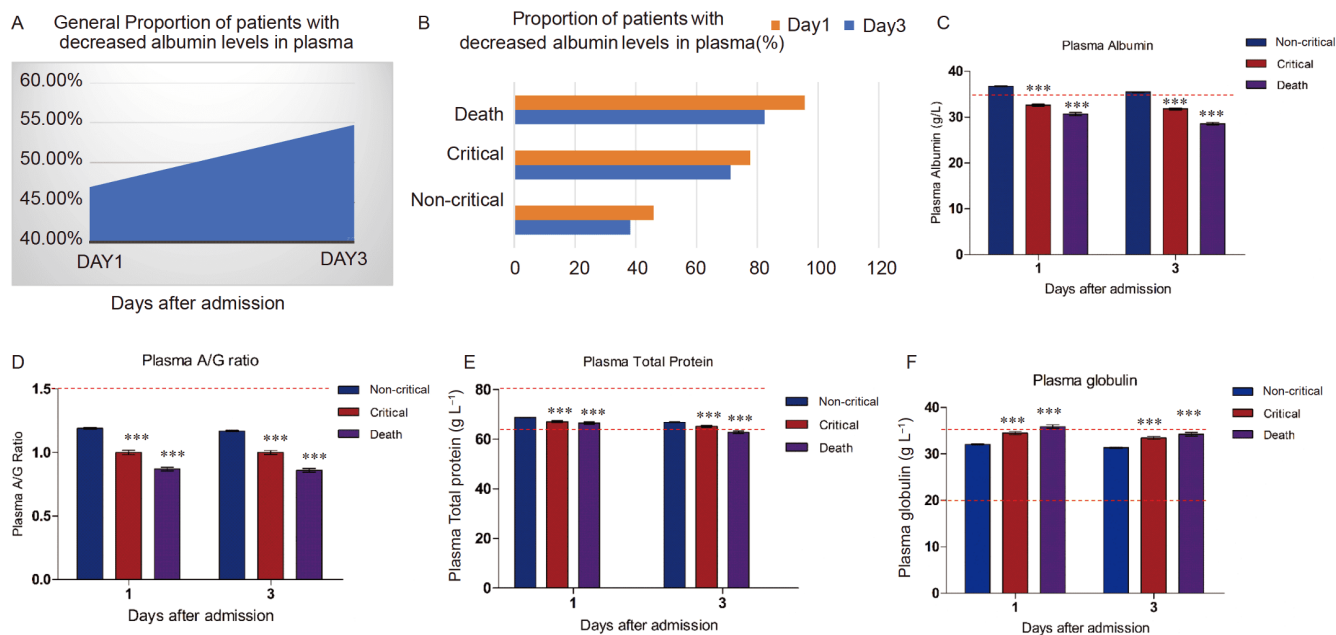 A
General Proportion of patients with
decreased albumin levels in plasma
60.00%
55.00%
50.00%
45.00%
40.00%
DAY1 DAY3
Days after admission
B
Proportion of patients with
decreased albumin levels in plasma(%)
Day1 Day3
Death
Critical
Non-critical
0 20 40 60 80 100 120
C
Plasma Albumin
Non-critical
Critical
Death
Plasma Albumin (g/L)
40
30
20
10
0
*** *** *** ***
1 3
Days after admission
D
Plasma A/G ratio
Non-critical
Critical
Death
Plasma A/G Ratio
1.5
1.0
0.5
0.0
*** *** *** ***
1 3
Days after admission
E
Plasma Total Protein
Non-critical
Critical
Death
Plasma Total protein (g L⁻¹)
80
60
40
20
0
*** *** *** ***
1 3
Days after admission
F
Plasma globulin
Non-critical
Critical
Death
Plasma globulin (g L⁻¹)
40
30
20
10
0
*** *** *** ***
1 3
Days after admission